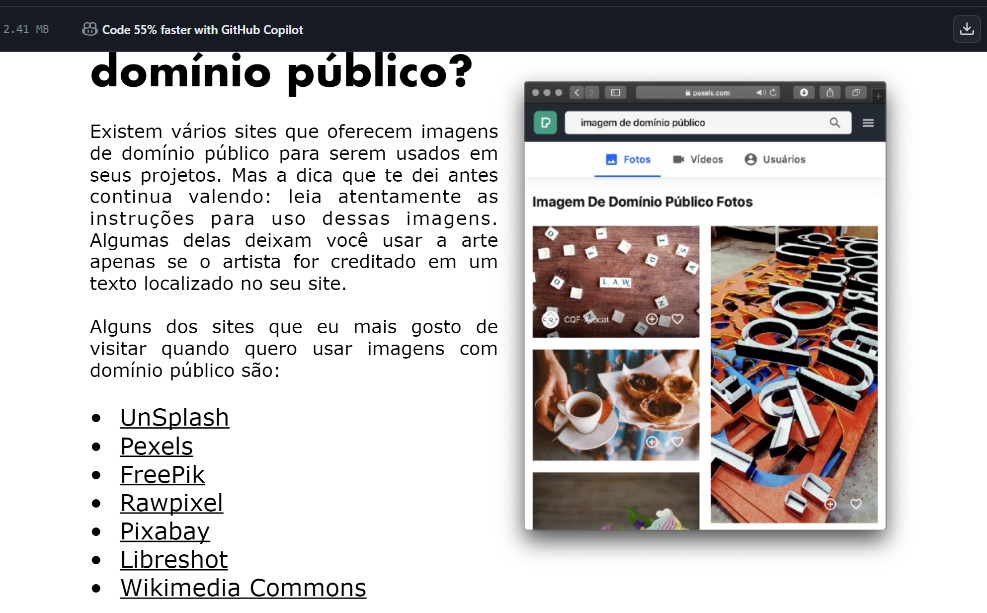 2.41 MB
Code 55% faster with GitHub Copilot
domínio público?
Existem vários sites que oferecem imagens
de domínio público para serem usados em
seus projetos. Mas a dica que te dei antes
continua valendo: leia atentamente as
instruções para uso dessas imagens.
Algumas delas deixam você usar a arte
apenas se o artista for creditado em um
texto localizado no seu site.
Alguns dos sites que eu mais gosto de
visitar quando quero usar imagens com
domínio público são:
UnSplash
Pexels
FreePik
Rawpixel
Pixabay
Libreshot
Wikimedia Commons
pexels.com
imagem de domínio público
Fotos
Vídeos
Usuários
Imagem De Domínio Público Fotos
LAW